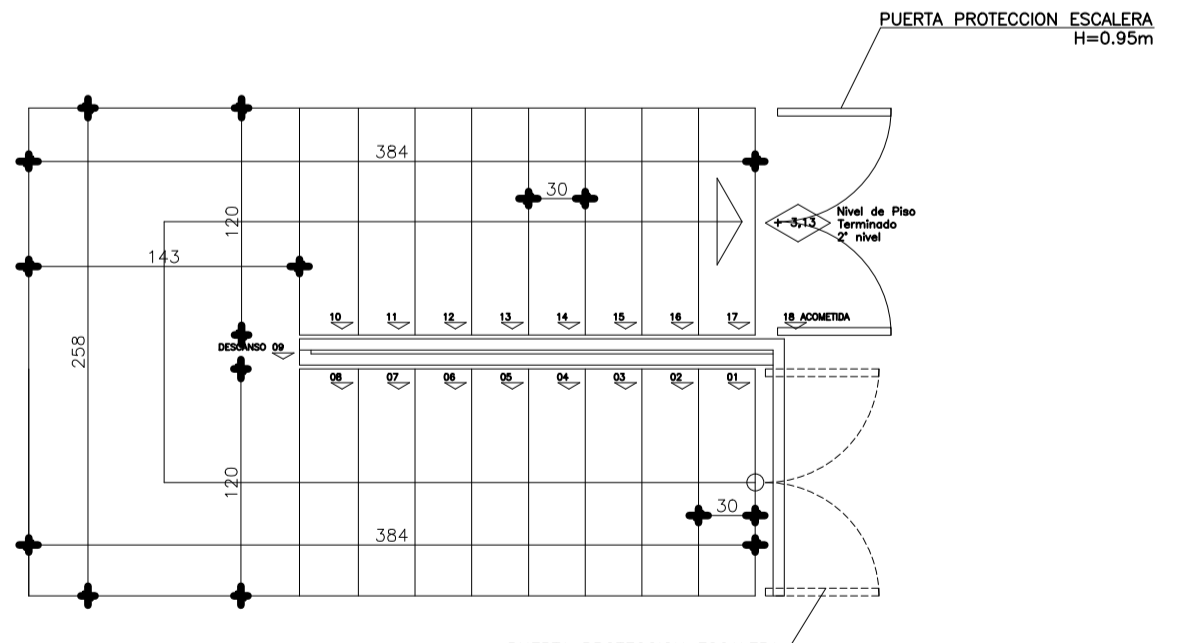 PUERTA PROTECCION ESCALERA
H=0.95m
384
30
120
143
+ 3,13
Nivel de Piso
Terminado
2° nivel
10 11 12 13 14 15 16 17 18 ACOMETIDA
258
DESCANSO 09
08 07 06 05 04 03 02 01
120
30
384